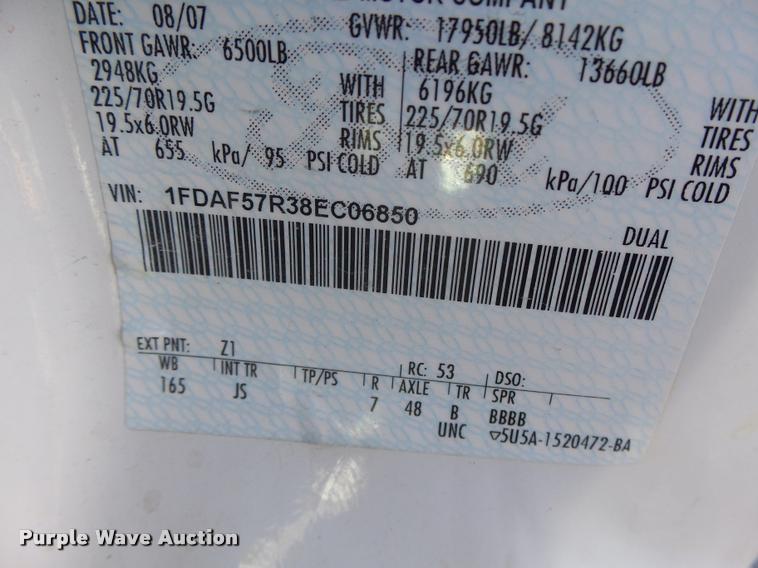 MOTOR COMPANY
DATE: 08/07 GVWR: 17950LB/ 8142KG
FRONT GAWR: 6500LB REAR GAWR: 13660LB
2948KG WITH 6196KG WITH
225/70R19.5G TIRES 225/70R19.5G TIRES
19.5x6.0RW RIMS 19.5x6.0RW RIMS
AT 655 kPa/ 95 PSI COLD AT 690 kPa/100 PSI COLD
VIN: 1FDAF57R38EC06850
DUAL
EXT PNT: Z1 RC: 53 DSO:
WB INT TR TP/PS R AXLE TR SPR
165 JS 7 48 B BBBB
UNC ▽5U5A-1520472-BA
Purple Wave Auction